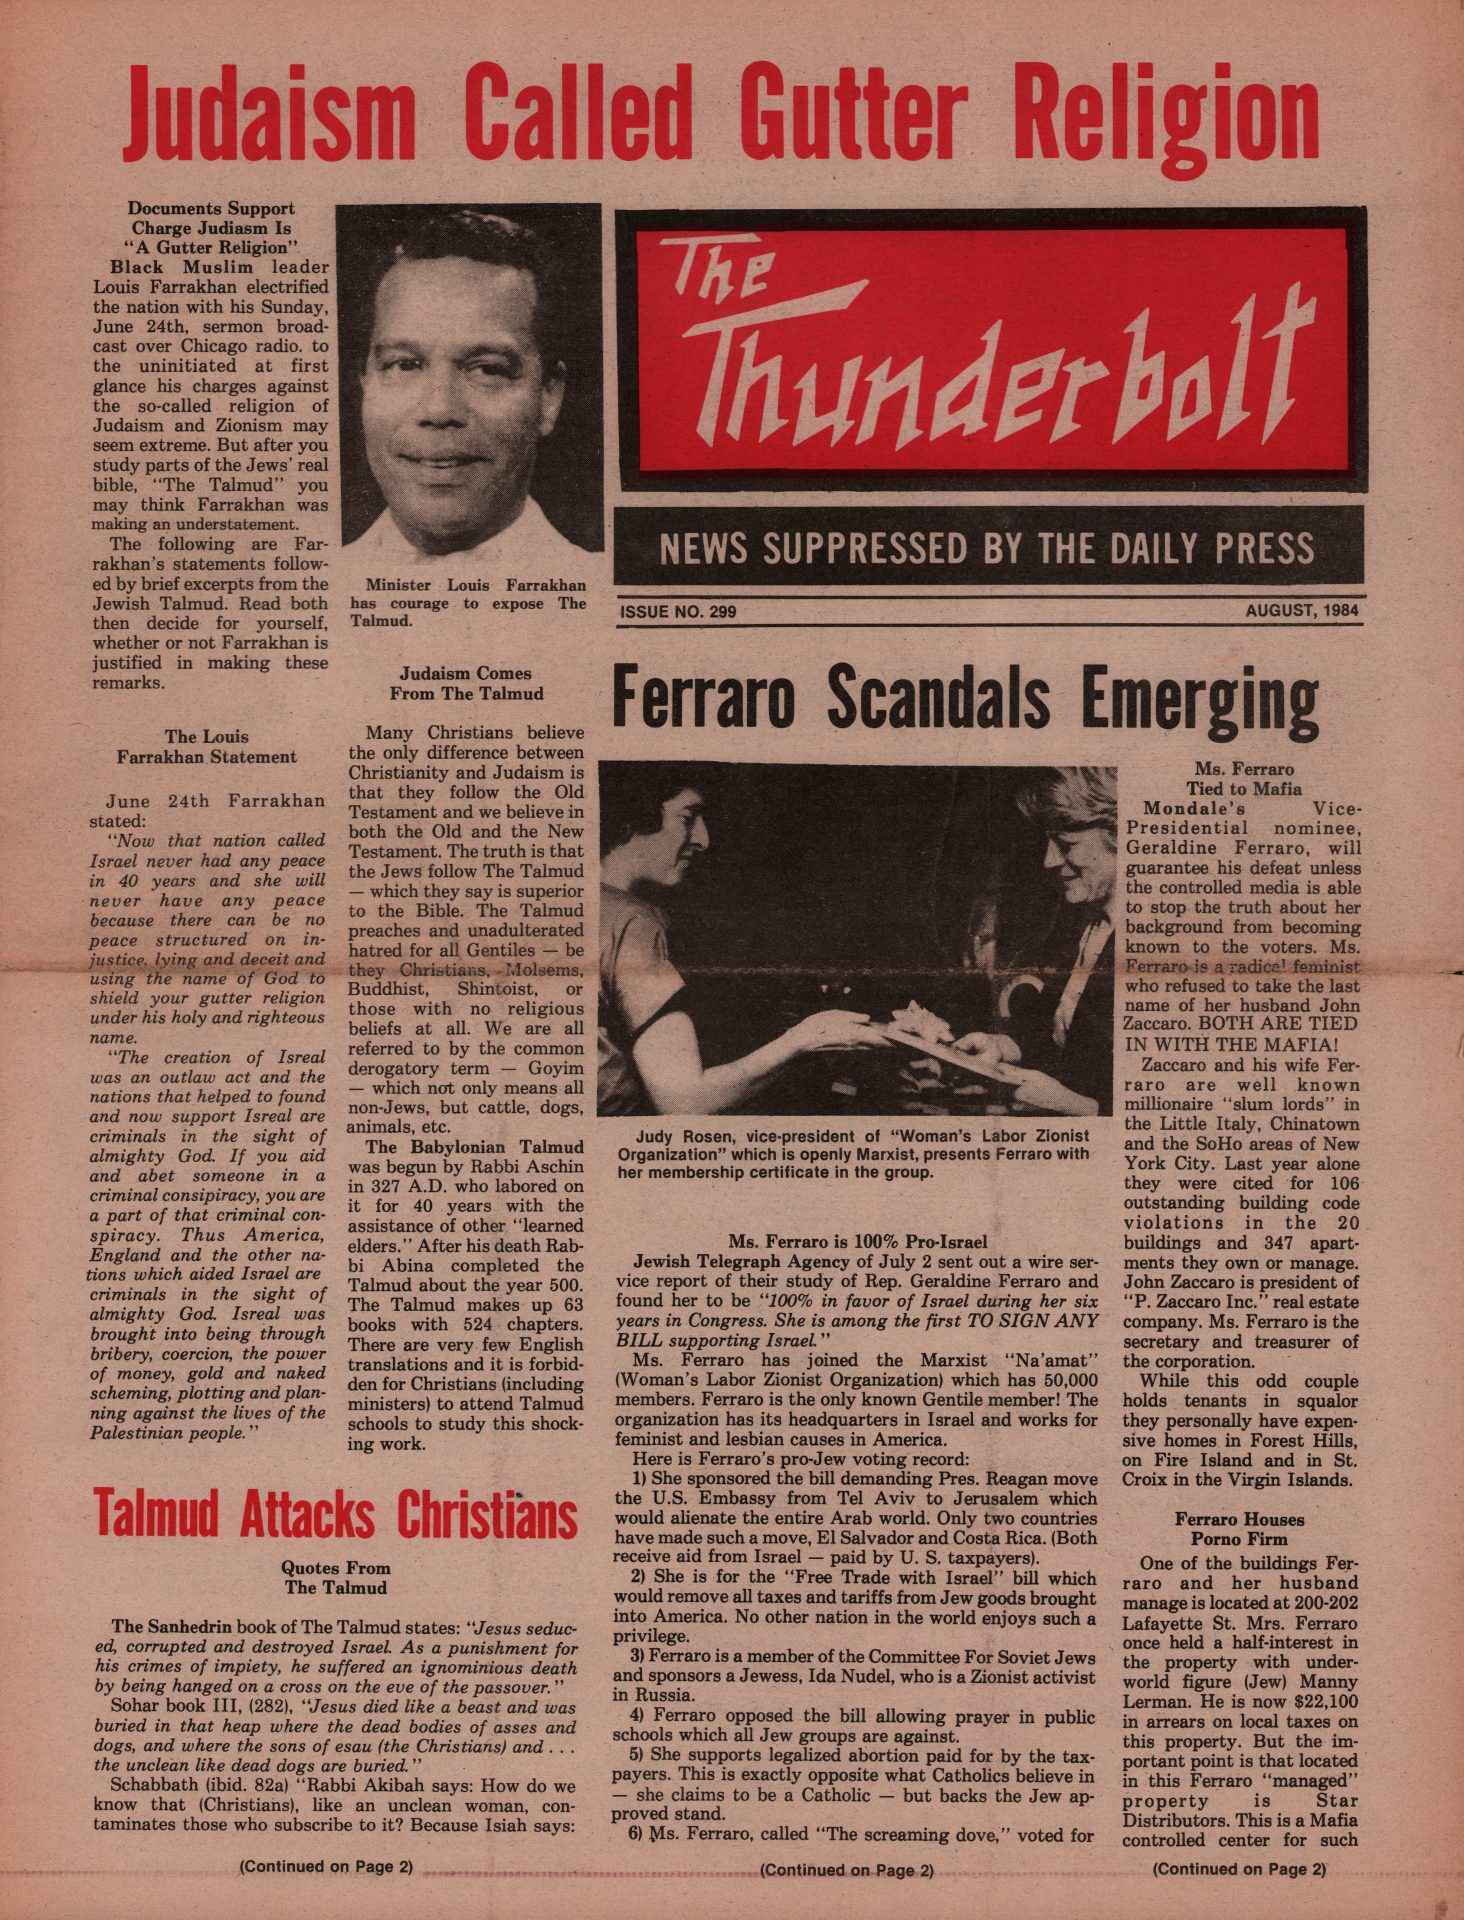 Judaism Called Gutter Religion
Documents Support
Charge Judiasm Is
"A Gutter Religion"
Black Muslim leader
Louis Farrakhan electrified
the nation with his Sunday,
June 24th, sermon broad-
cast over Chicago radio. to
the uninitiated at first
glance his charges against
the so-called religion of
Judaism and Zionism may
seem extreme. But after you
study parts of the Jews' real
bible, "The Talmud" you
may think Farrakhan was
making an understatement.
The following are Far-
rakhan's statements follow-
ed by brief excerpts from the
Jewish Talmud. Read both
then decide for yourself,
whether or not Farrakhan is
justified in making these
remarks.
The Louis
Farrakhan Statement
June 24th Farrakhan
stated:
"Now that nation called
Israel never had any peace
in 40 years and she will
never have any peace
because there can be no
peace structured on in-
justice, lying and deceit and
using the name of God to
shield your gutter religion
under his holy and righteous
name.
"The creation of Isreal
was an outlaw act and the
nations that helped to found
and now support Isreal are
criminals in the sight of
almighty God. If you aid
and abet someone in a
criminal consipiracy, you are
a part of that criminal con-
spiracy. Thus America,
England and the other na-
tions which aided Israel are
criminals in the sight of
almighty God. Isreal was
brought into being through
bribery, coercion, the power
of money, gold and naked
scheming, plotting and plan-
ning against the lives of the
Palestinian people."
Minister Louis Farrakhan
has courage to expose The
Talmud.
Judaism Comes
From The Talmud
Many Christians believe
the only difference between
Christianity and Judaism is
that they follow the Old
Testament and we believe in
both the Old and the New
Testament. The truth is that
the Jews follow The Talmud
— which they say is superior
to the Bible. The Talmud
preaches and unadulterated
hatred for all Gentiles — be
they Christians, Molsems,
Buddhist, Shintoist, or
those with no religious
beliefs at all. We are all
referred to by the common
derogatory term — Goyim
— which not only means all
non-Jews, but cattle, dogs,
animals, etc.
The Babylonian Talmud
was begun by Rabbi Aschin
in 327 A.D. who labored on
it for 40 years with the
assistance of other "learned
elders." After his death Rab-
bi Abina completed the
Talmud about the year 500.
The Talmud makes up 63
books with 524 chapters.
There are very few English
translations and it is forbid-
den for Christians (including
ministers) to attend Talmud
schools to study this shock-
ing work.
Talmud Attacks Christians
Quotes From
The Talmud
The Sanhedrin book of The Talmud states: "Jesus seduc-
ed, corrupted and destroyed Israel. As a punishment for
his crimes of impiety, he suffered an ignominious death
by being hanged on a cross on the eve of the passover."
Sohar book III, (282), "Jesus died like a beast and was
buried in that heap where the dead bodies of asses and
dogs, and where the sons of esau (the Christians) and . . .
the unclean like dead dogs are buried."
Schabbath (ibid. 82a) "Rabbi Akibah says: How do we
know that (Christians), like an unclean woman, con-
taminates those who subscribe to it? Because Isiah says:
(Continued on Page 2)
The
Thunderbolt
NEWS SUPPRESSED BY THE DAILY PRESS
ISSUE NO. 299 AUGUST, 1984
Ferraro Scandals Emerging
Judy Rosen, vice-president of "Woman's Labor Zionist
Organization" which is openly Marxist, presents Ferraro with
her membership certificate in the group.
Ms. Ferraro is 100% Pro-Israel
Jewish Telegraph Agency of July 2 sent out a wire ser-
vice report of their study of Rep. Geraldine Ferraro and
found her to be "100% in favor of Israel during her six
years in Congress. She is among the first TO SIGN ANY
BILL supporting Israel."
Ms. Ferraro has joined the Marxist "Na'amat"
(Woman's Labor Zionist Organization) which has 50,000
members. Ferraro is the only known Gentile member! The
organization has its headquarters in Israel and works for
feminist and lesbian causes in America.
Here is Ferraro's pro-Jew voting record:
1) She sponsored the bill demanding Pres. Reagan move
the U.S. Embassy from Tel Aviv to Jerusalem which
would alienate the entire Arab world. Only two countries
have made such a move, El Salvador and Costa Rica. (Both
receive aid from Israel — paid by U. S. taxpayers).
2) She is for the "Free Trade with Israel" bill which
would remove all taxes and tariffs from Jew goods brought
into America. No other nation in the world enjoys such a
privilege.
3) Ferraro is a member of the Committee For Soviet Jews
and sponsors a Jewess, Ida Nudel, who is a Zionist activist
in Russia.
4) Ferraro opposed the bill allowing prayer in public
schools which all Jew groups are against.
5) She supports legalized abortion paid for by the tax-
payers. This is exactly opposite what Catholics believe in
— she claims to be a Catholic — but backs the Jew ap-
proved stand.
6) Ms. Ferraro, called "The screaming dove," voted for
(Continued on Page 2)
Ms. Ferraro
Tied to Mafia
Mondale's Vice-
Presidential nominee,
Geraldine Ferraro, will
guarantee his defeat unless
the controlled media is able
to stop the truth about her
background from becoming
known to the voters. Ms.
Ferraro is a radical feminist
who refused to take the last
name of her husband John
Zaccaro. BOTH ARE TIED
IN WITH THE MAFIA!
Zaccaro and his wife Fer-
raro are well known
millionaire "slum lords" in
the Little Italy, Chinatown
and the SoHo areas of New
York City. Last year alone
they were cited for 106
outstanding building code
violations in the 20
buildings and 347 apart-
ments they own or manage.
John Zaccaro is president of
"P. Zaccaro Inc." real estate
company. Ms. Ferraro is the
secretary and treasurer of
the corporation.
While this odd couple
holds tenants in squalor
they personally have expen-
sive homes in Forest Hills,
on Fire Island and in St.
Croix in the Virgin Islands.
Ferraro Houses
Porno Firm
One of the buildings Fer-
raro and her husband
manage is located at 200-202
Lafayette St. Mrs. Ferraro
once held a half-interest in
the property with under-
world figure (Jew) Manny
Lerman. He is now $22,100
in arrears on local taxes on
this property. But the im-
portant point is that located
in this Ferraro "managed"
property is Star
Distributors. This is a Mafia
controlled center for such
(Continued on Page 2)